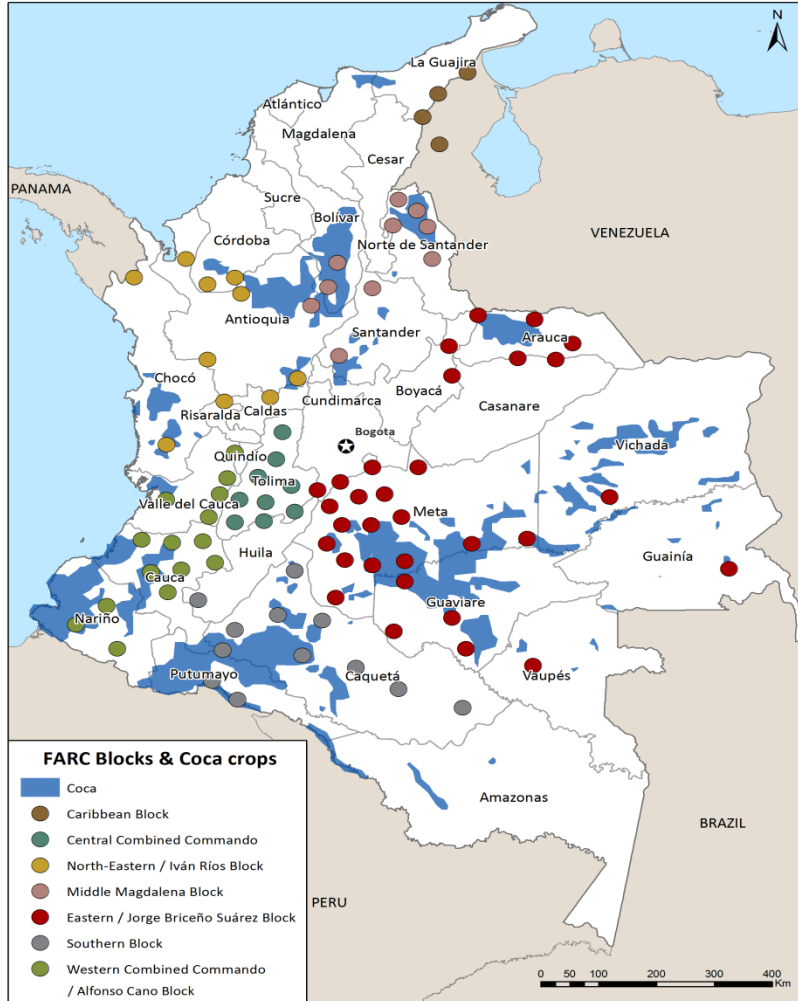 N
La Guajira
Atlántico
Magdalena
Cesar
PANAMA
Sucre
Bolívar
VENEZUELA
Córdoba
Norte de Santander
Antioquia
Santander
Arauca
Chocó
Boyacá
Cundimarca
Caldas
Casanare
Risaralda
Bogota
Vichada
Quindío
Tolima
Meta
Valle del Cauca
Huila
Guainía
Cauca
Guaviare
Nariño
Putumayo
Caquetá
Vaupés
FARC Blocks & Coca crops
Coca
Caribbean Block
Central Combined Commando
North-Eastern / Iván Ríos Block
Middle Magdalena Block
Eastern / Jorge Briceño Suárez Block
Southern Block
Western Combined Commando
/ Alfonso Cano Block
Amazonas
BRAZIL
PERU
0 50 100 200 300 400
Km